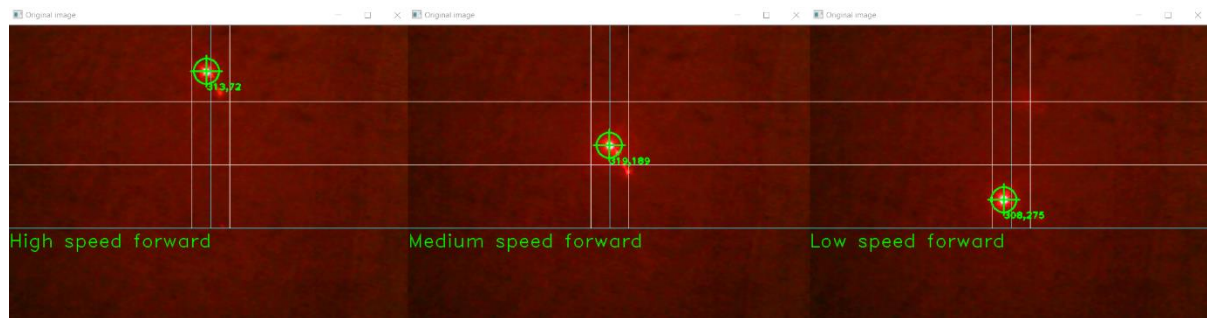 Original image
313,72
High speed forward
Original image
319,189
Medium speed forward
Original image
308,275
Low speed forward